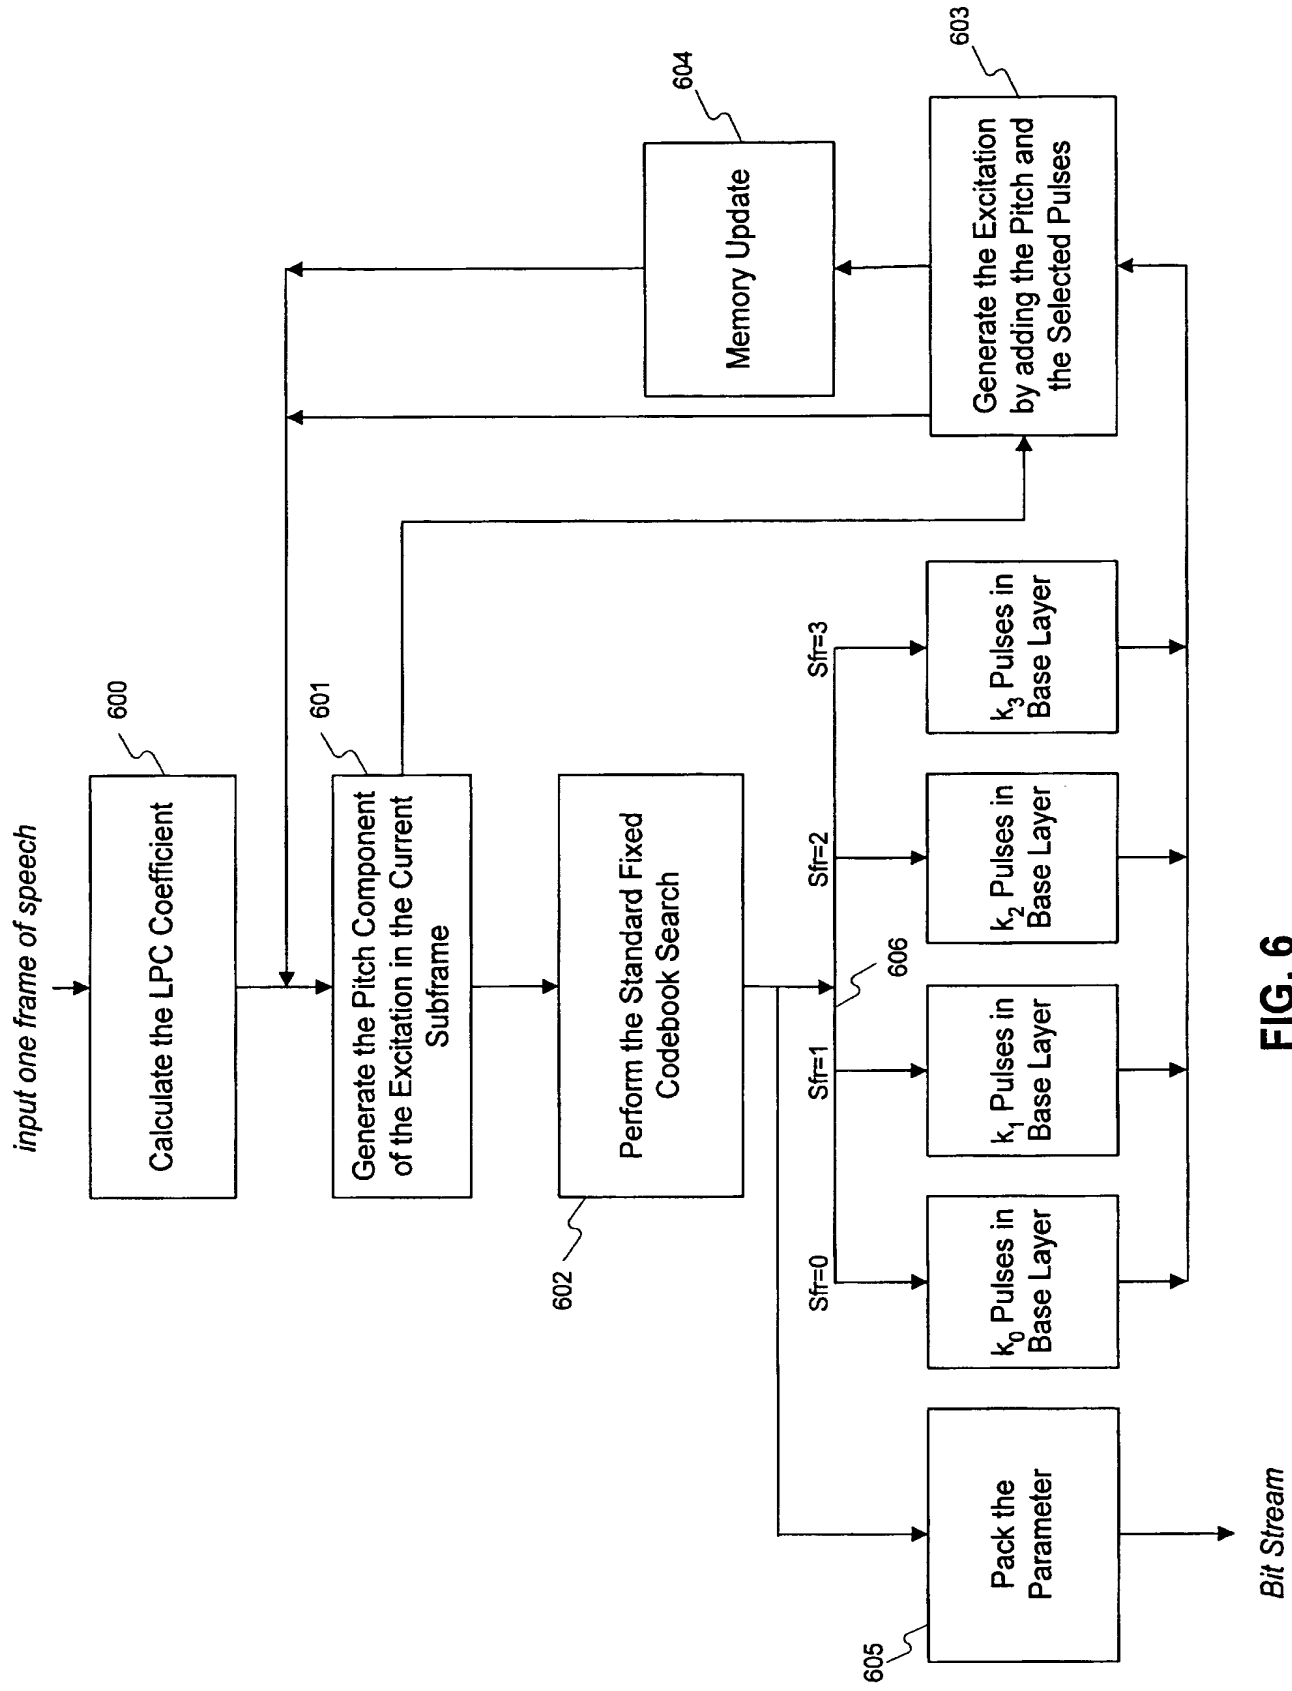 input one frame of speech
600
Calculate the LPC Coefficient
601
Generate the Pitch Component
of the Excitation in the Current
Subframe
602
Perform the Standard Fixed
Codebook Search
604
Memory Update
603
Generate the Excitation
by adding the Pitch and
the Selected Pulses
606
Sfr=0
Sfr=1
Sfr=2
Sfr=3
k0 Pulses in
Base Layer
k1 Pulses in
Base Layer
k2 Pulses in
Base Layer
k3 Pulses in
Base Layer
605
Pack the
Parameter
Bit Stream
FIG. 6